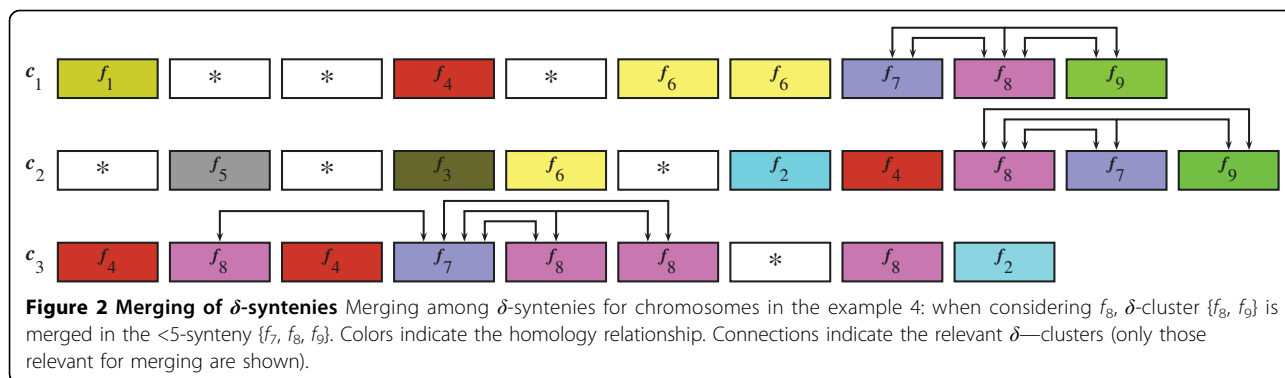 c1 f1 * * f4 * f6 f6 f7 f8 f9
c2 * f5 * f3 f6 * f2 f4 f8 f7 f9
c3 f4 f8 f4 f7 f8 f8 * f8 f2
Figure 2 Merging of δ-syntenies Merging among δ-syntenies for chromosomes in the example 4: when considering f8, δ-cluster {f8, f9} is
merged in the <5-synteny {f7, f8, f9}. Colors indicate the homology relationship. Connections indicate the relevant δ—clusters (only those
relevant for merging are shown).